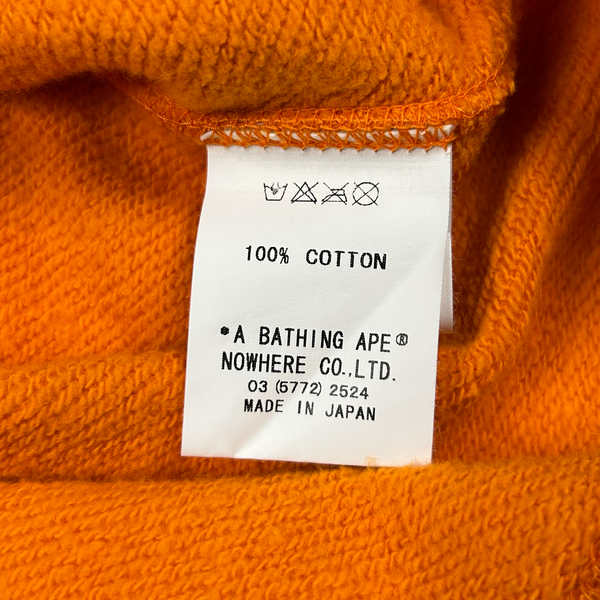 100% COTTON
*A BATHING APE®
NOWHERE CO.,LTD.
03 (5772) 2524
MADE IN JAPAN